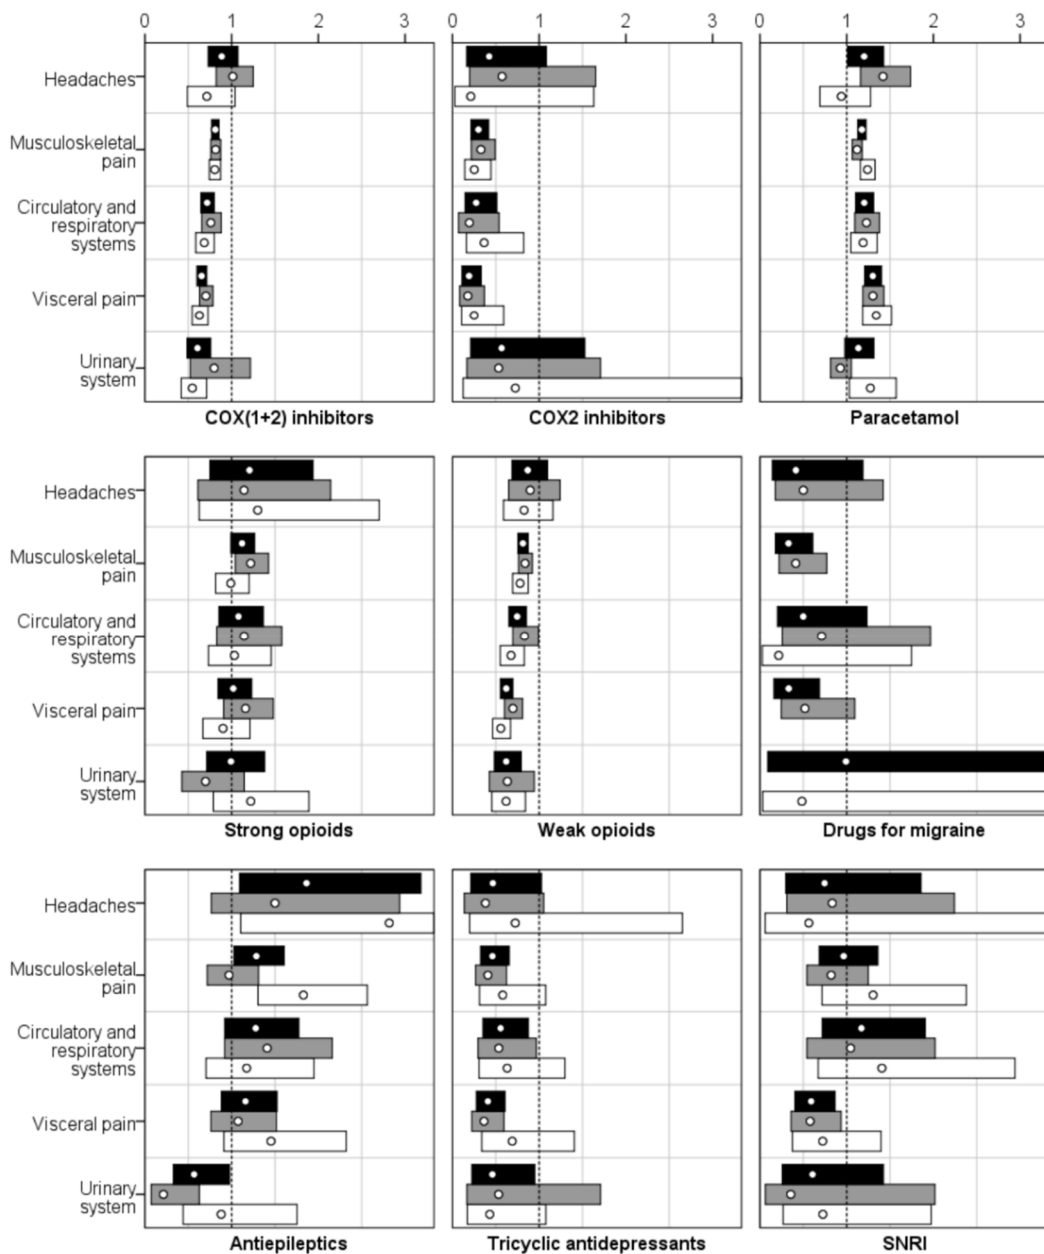 0 1 2 3 0 1 2 3 0 1 2 3
Headaches
Musculoskeletal
pain
Circulatory and
respiratory
systems
Visceral pain
Urinary
system
COX(1+2) inhibitors COX2 inhibitors Paracetamol
Headaches
Musculoskeletal
pain
Circulatory and
respiratory
systems
Visceral pain
Urinary
system
Strong opioids Weak opioids Drugs for migraine
Headaches
Musculoskeletal
pain
Circulatory and
respiratory
systems
Visceral pain
Urinary
system
Antiepileptics Tricyclic antidepressants SNRI